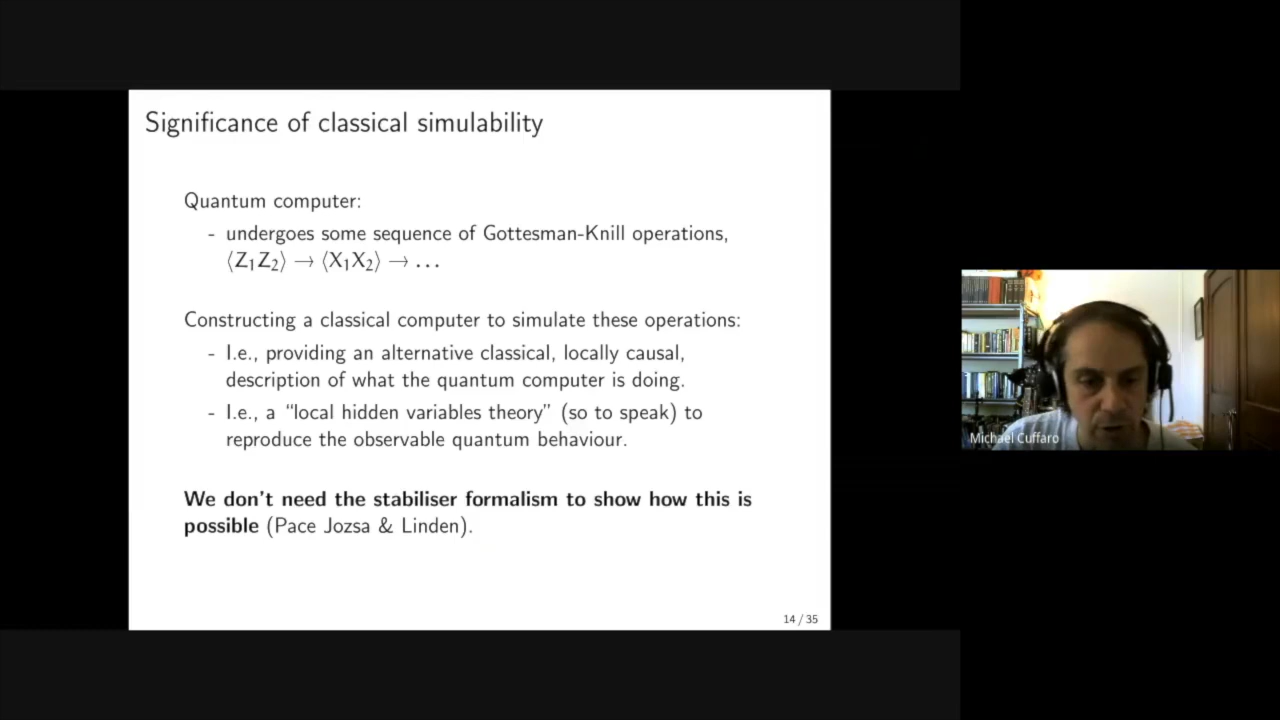 Significance of classical simulability
Quantum computer:
- undergoes some sequence of Gottesman-Knill operations,
⟨Z₁Z₂⟩ → ⟨X₁X₂⟩ → …
Constructing a classical computer to simulate these operations:
- I.e., providing an alternative classical, locally causal,
description of what the quantum computer is doing.
- I.e., a “local hidden variables theory” (so to speak) to
reproduce the observable quantum behaviour.
We don’t need the stabiliser formalism to show how this is
possible (Pace Jozsa & Linden).
14 / 35
Michael Cuffaro